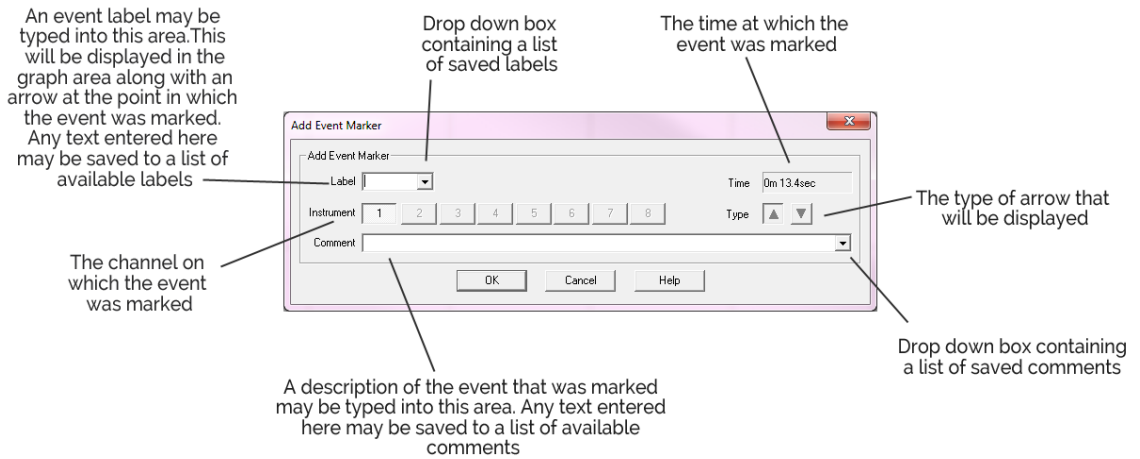 An event label may be
typed into this area.This
will be displayed in the
graph area along with an
arrow at the point in which
the event was marked.
Any text entered here
may be saved to a list of
available labels
Drop down box
containing a list
of saved labels
The time at which the
event was marked
Add Event Marker
Add Event Marker
Label
Time 0m 13.4sec
Instrument 1 2 3 4 5 6 7 8
Type
Comment
OK Cancel Help
The type of arrow that
will be displayed
The channel on
which the event
was marked
Drop down box containing
a list of saved comments
A description of the event that was marked
may be typed into this area. Any text entered
here may be saved to a list of available
comments